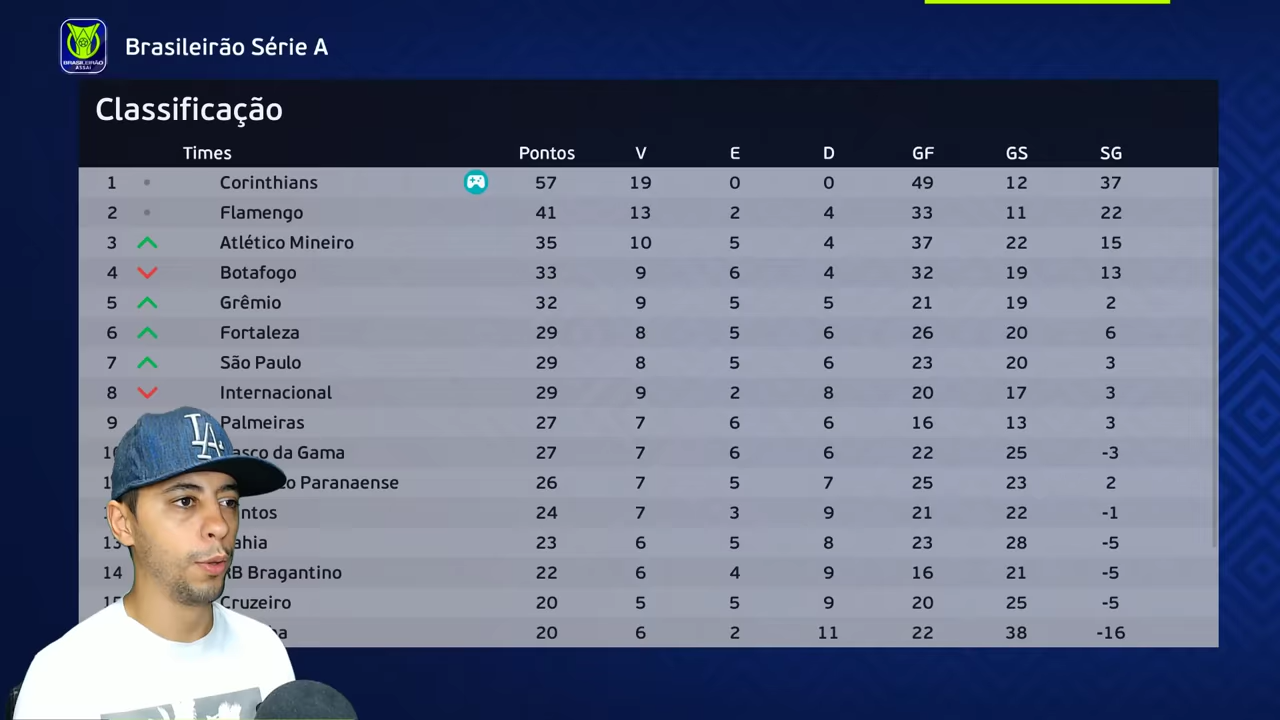 BRASILEIRÃO
ASSAÍ
Brasileirão Série A
Classificação
Times Pontos V E D GF GS SG
1 Corinthians 57 19 0 0 49 12 37
2 Flamengo 41 13 2 4 33 11 22
3 Atlético Mineiro 35 10 5 4 37 22 15
4 Botafogo 33 9 6 4 32 19 13
5 Grêmio 32 9 5 5 21 19 2
6 Fortaleza 29 8 5 6 26 20 6
7 São Paulo 29 8 5 6 23 20 3
8 Internacional 29 9 2 8 20 17 3
9 Palmeiras 27 7 6 6 16 13 3
da Gama 27 7 6 6 22 25 -3
Paranaense 26 7 5 7 25 23 2
24 7 3 9 21 22 -1
13 23 6 5 8 23 28 -5
14 RB Bragantino 22 6 4 9 16 21 -5
15 Cruzeiro 20 5 5 9 20 25 -5
20 6 2 11 22 38 -16
LA